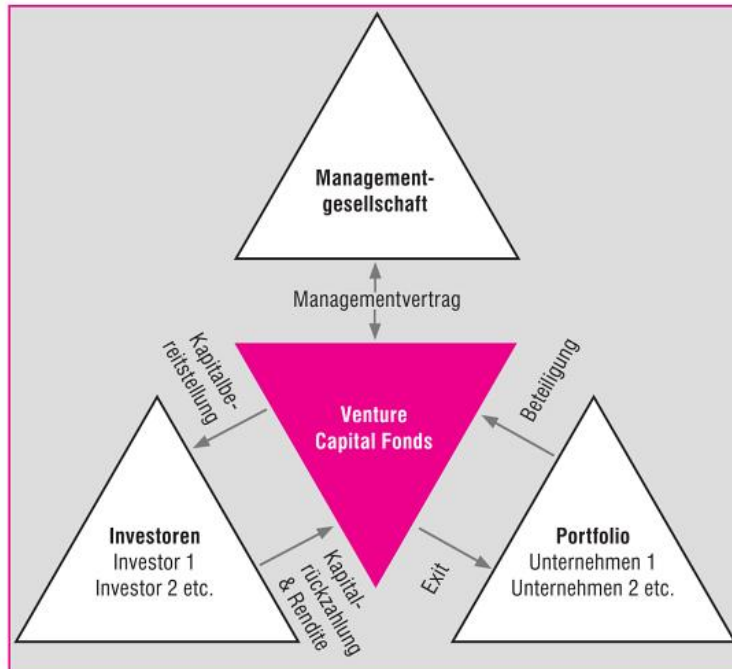 Management-
gesellschaft
Managementvertrag
Kapitalbe-
reitstellung
Beteiligung
Venture
Capital Fonds
Investoren
Investor 1
Investor 2 etc.
Kapital-
rückzahlung
& Rendite
Exit
Portfolio
Unternehmen 1
Unternehmen 2 etc.